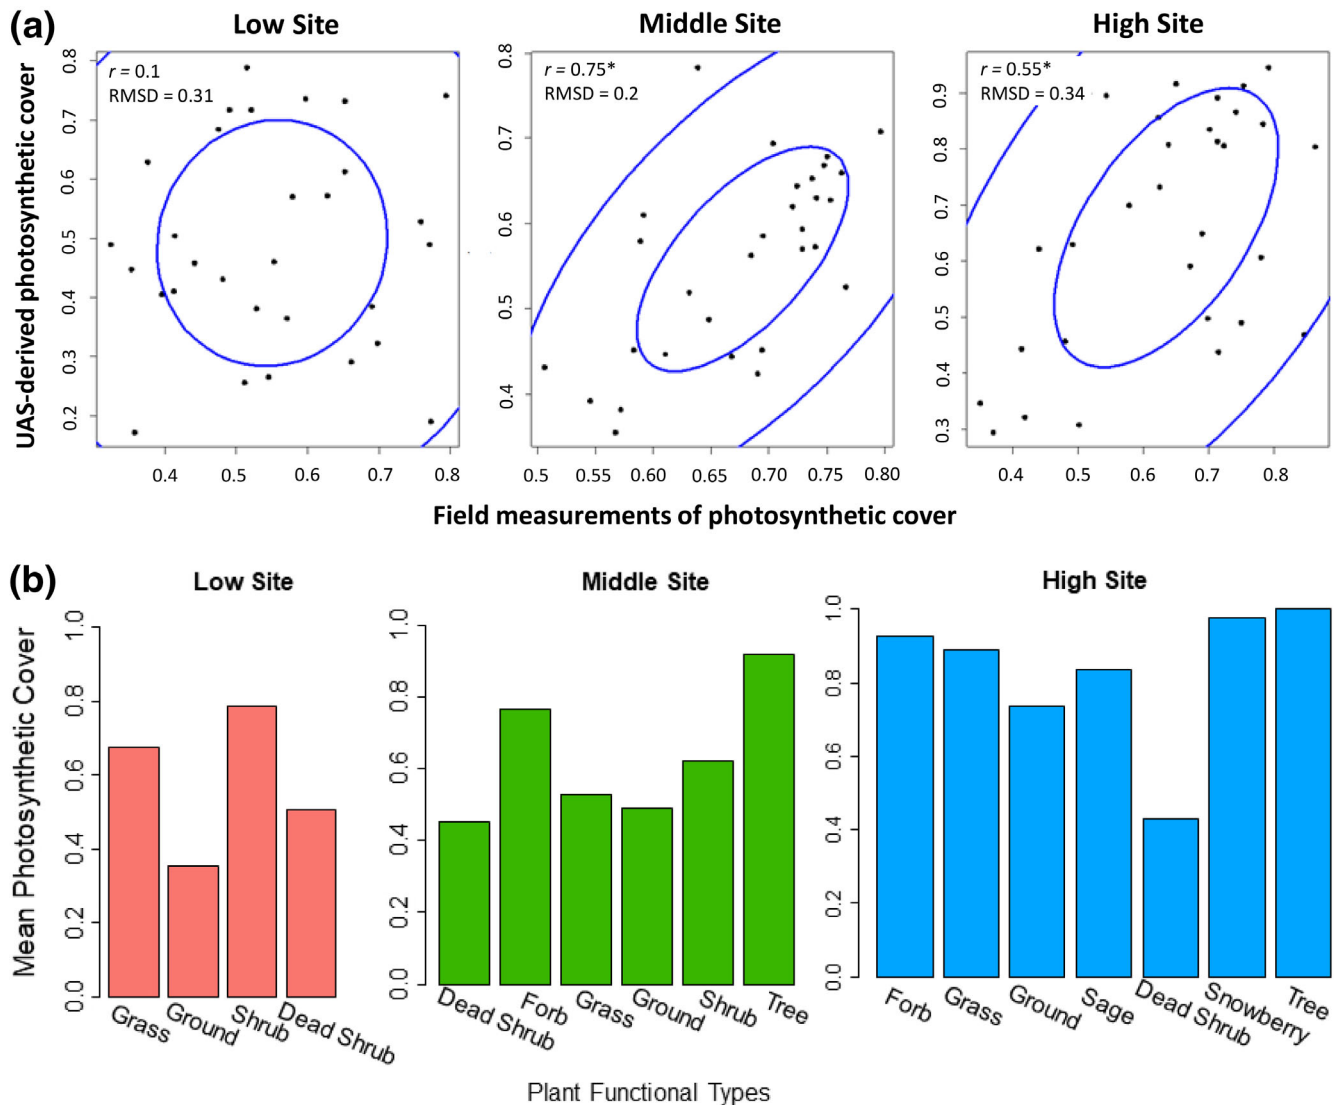 (a)
Low Site Middle Site High Site
UAS-derived photosynthetic cover
r = 0.1
RMSD = 0.31
0.8
0.7
0.6
0.5
0.4
0.3
0.2
0.4 0.5 0.6 0.7 0.8
r = 0.75*
RMSD = 0.2
0.8
0.7
0.6
0.5
0.4
0.5 0.55 0.60 0.65 0.70 0.75 0.80
r = 0.55*
RMSD = 0.34
0.9
0.8
0.7
0.6
0.5
0.4
0.3
0.4 0.5 0.6 0.7 0.8
Field measurements of photosynthetic cover
(b)
Low Site Middle Site High Site
Mean Photosynthetic Cover
1.0
0.8
0.6
0.4
0.2
0.0
Grass Ground Shrub Dead Shrub
1.0
0.8
0.6
0.4
0.2
0.0
Dead Shrub Forb Grass Ground Shrub Tree
1.0
0.8
0.6
0.4
0.2
0.0
Forb Grass Ground Sage Dead Shrub Snowberry Tree
Plant Functional Types